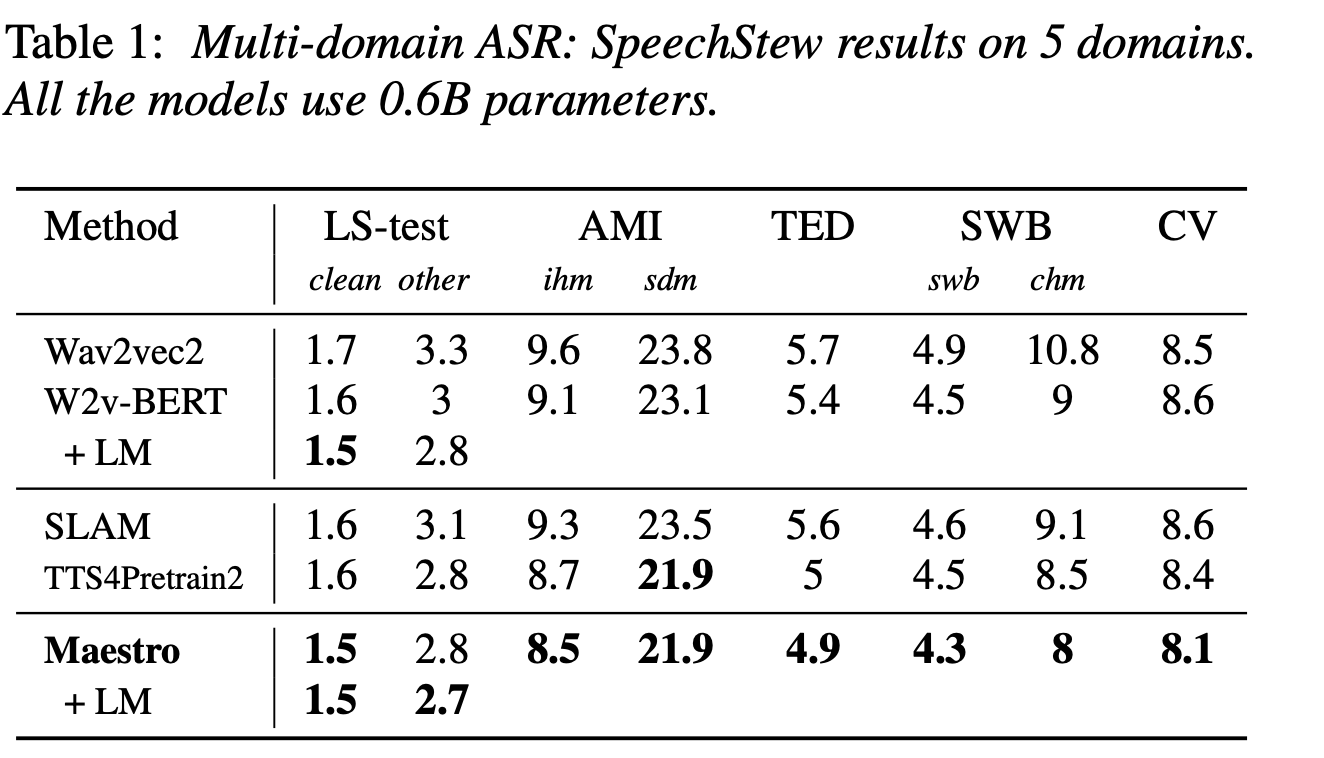 Table 1: Multi-domain ASR: SpeechStew results on 5 domains.
All the models use 0.6B parameters.
Method LS-test AMI TED SWB CV
clean other ihm sdm swb chm
Wav2vec2 1.7 3.3 9.6 23.8 5.7 4.9 10.8 8.5
W2v-BERT 1.6 3 9.1 23.1 5.4 4.5 9 8.6
+ LM 1.5 2.8
SLAM 1.6 3.1 9.3 23.5 5.6 4.6 9.1 8.6
TTS4Pretrain2 1.6 2.8 8.7 21.9 5 4.5 8.5 8.4
Maestro 1.5 2.8 8.5 21.9 4.9 4.3 8 8.1
+ LM 1.5 2.7